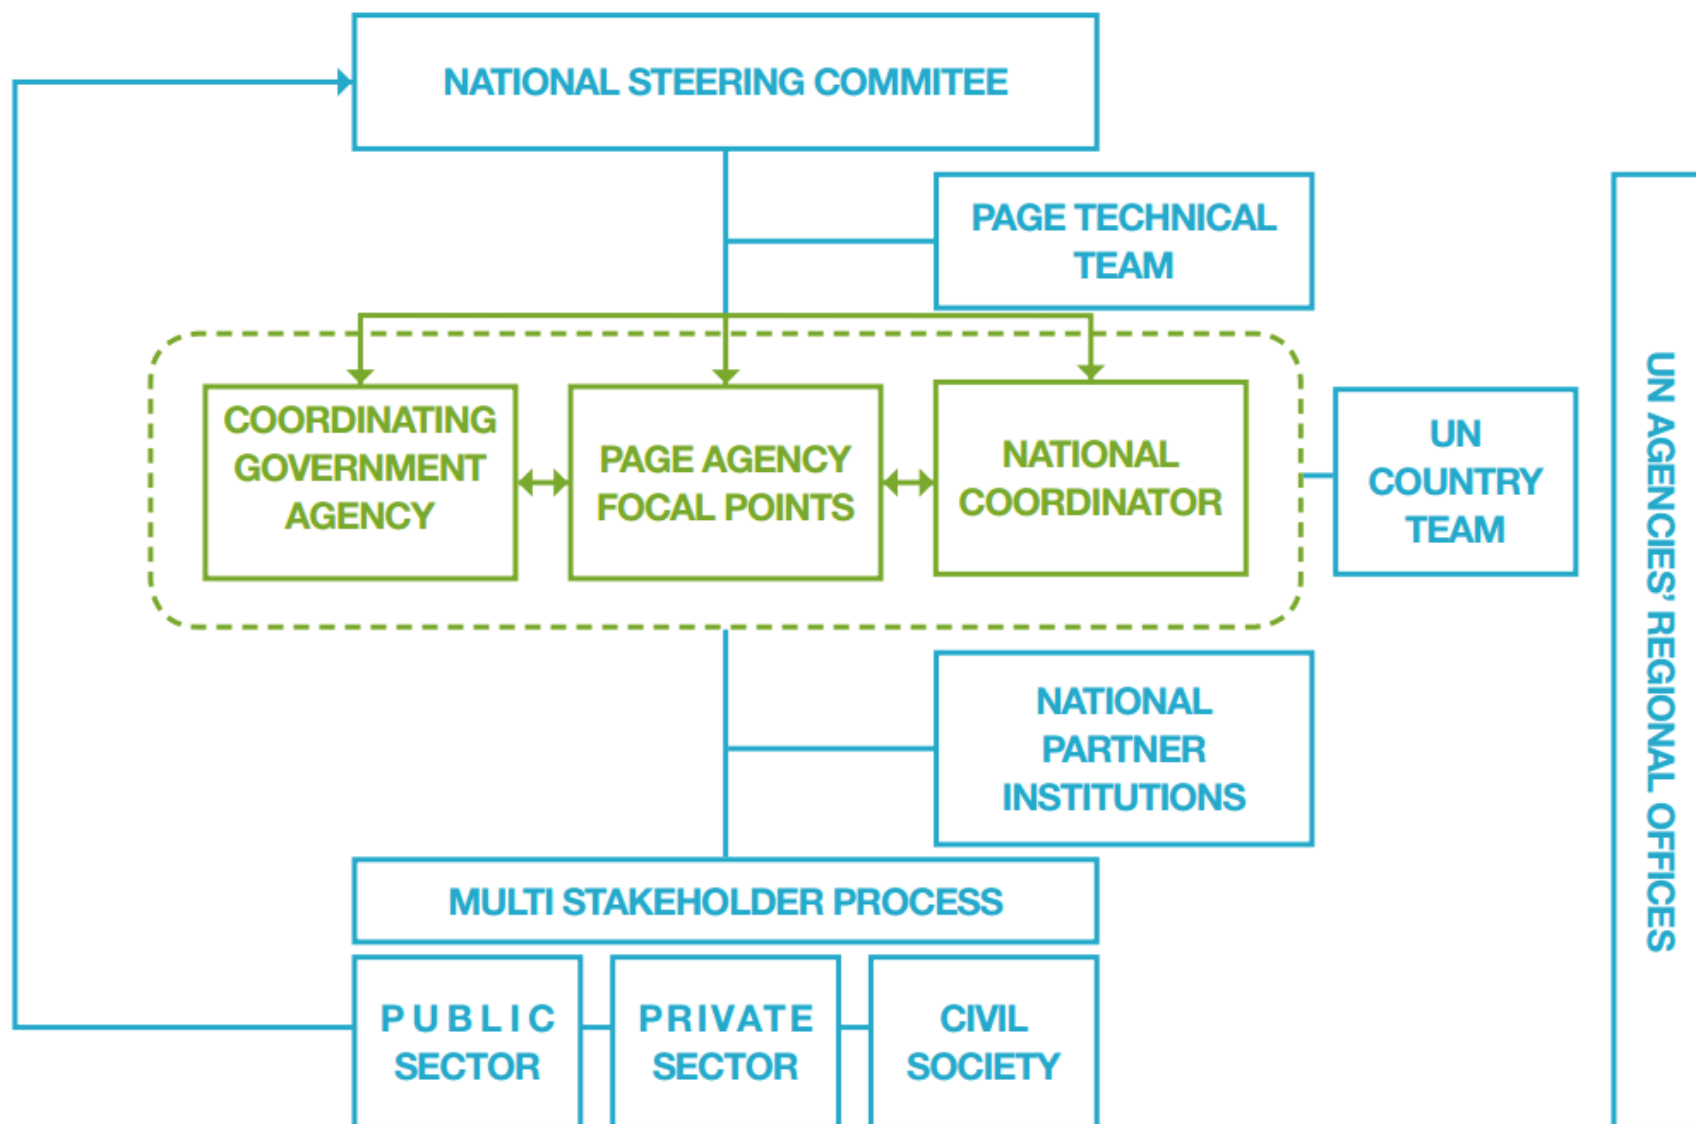 NATIONAL STEERING COMMITEE
PAGE TECHNICAL
TEAM
COORDINATING
GOVERNMENT
AGENCY
PAGE AGENCY
FOCAL POINTS
NATIONAL
COORDINATOR
UN
COUNTRY
TEAM
NATIONAL
PARTNER
INSTITUTIONS
MULTI STAKEHOLDER PROCESS
PUBLIC
SECTOR
PRIVATE
SECTOR
CIVIL
SOCIETY
UN AGENCIES’ REGIONAL OFFICES